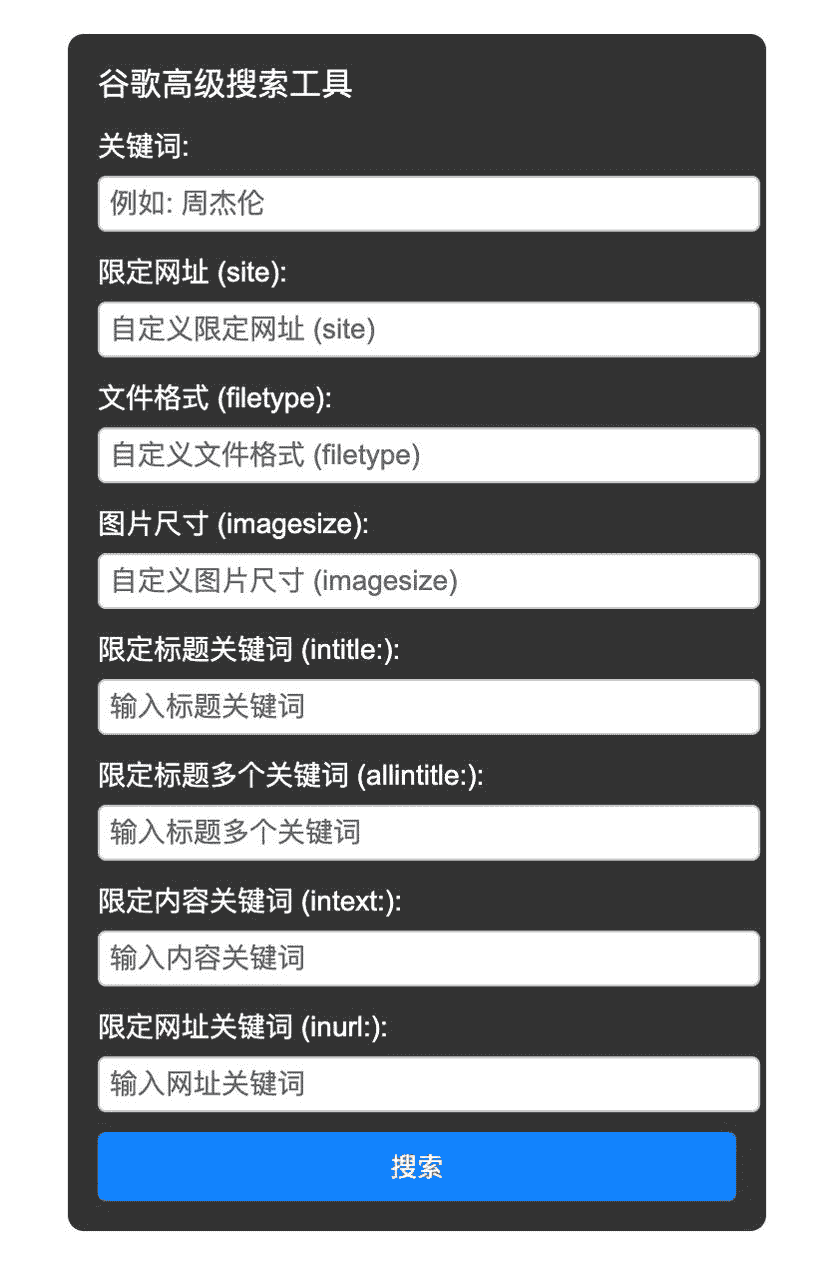 谷歌高级搜索工具
关键词:
例如: 周杰伦
限定网址 (site):
自定义限定网址 (site)
文件格式 (filetype):
自定义文件格式 (filetype)
图片尺寸 (imagesize):
自定义图片尺寸 (imagesize)
限定标题关键词 (intitle:):
输入标题关键词
限定标题多个关键词 (allintitle:):
输入标题多个关键词
限定内容关键词 (intext:):
输入内容关键词
限定网址关键词 (inurl:):
输入网址关键词
搜索